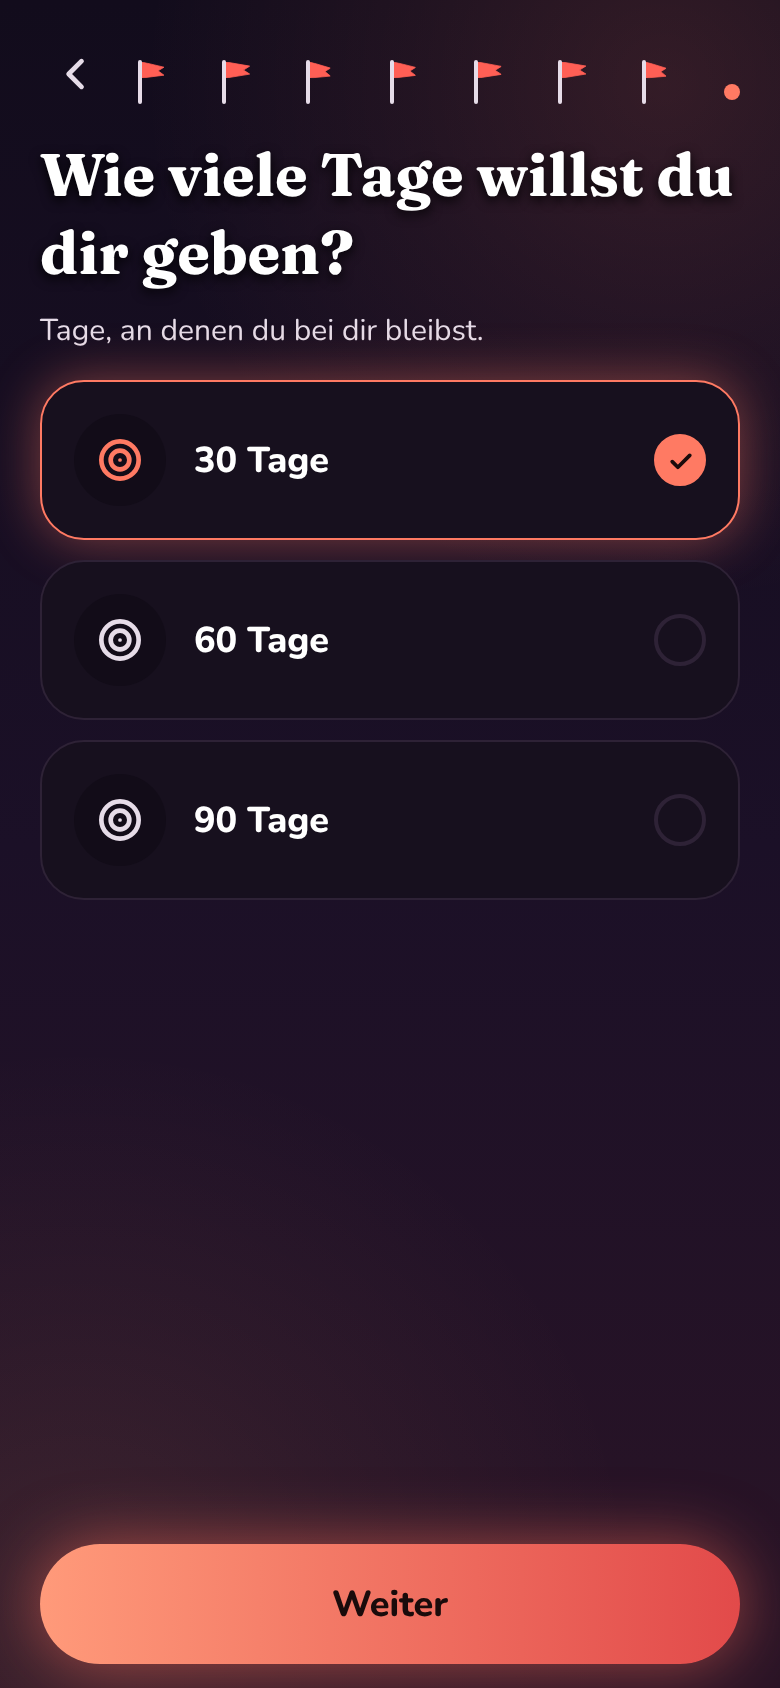 Wie viele Tage willst du
dir geben?
Tage, an denen du bei dir bleibst.
30 Tage
60 Tage
90 Tage
Weiter